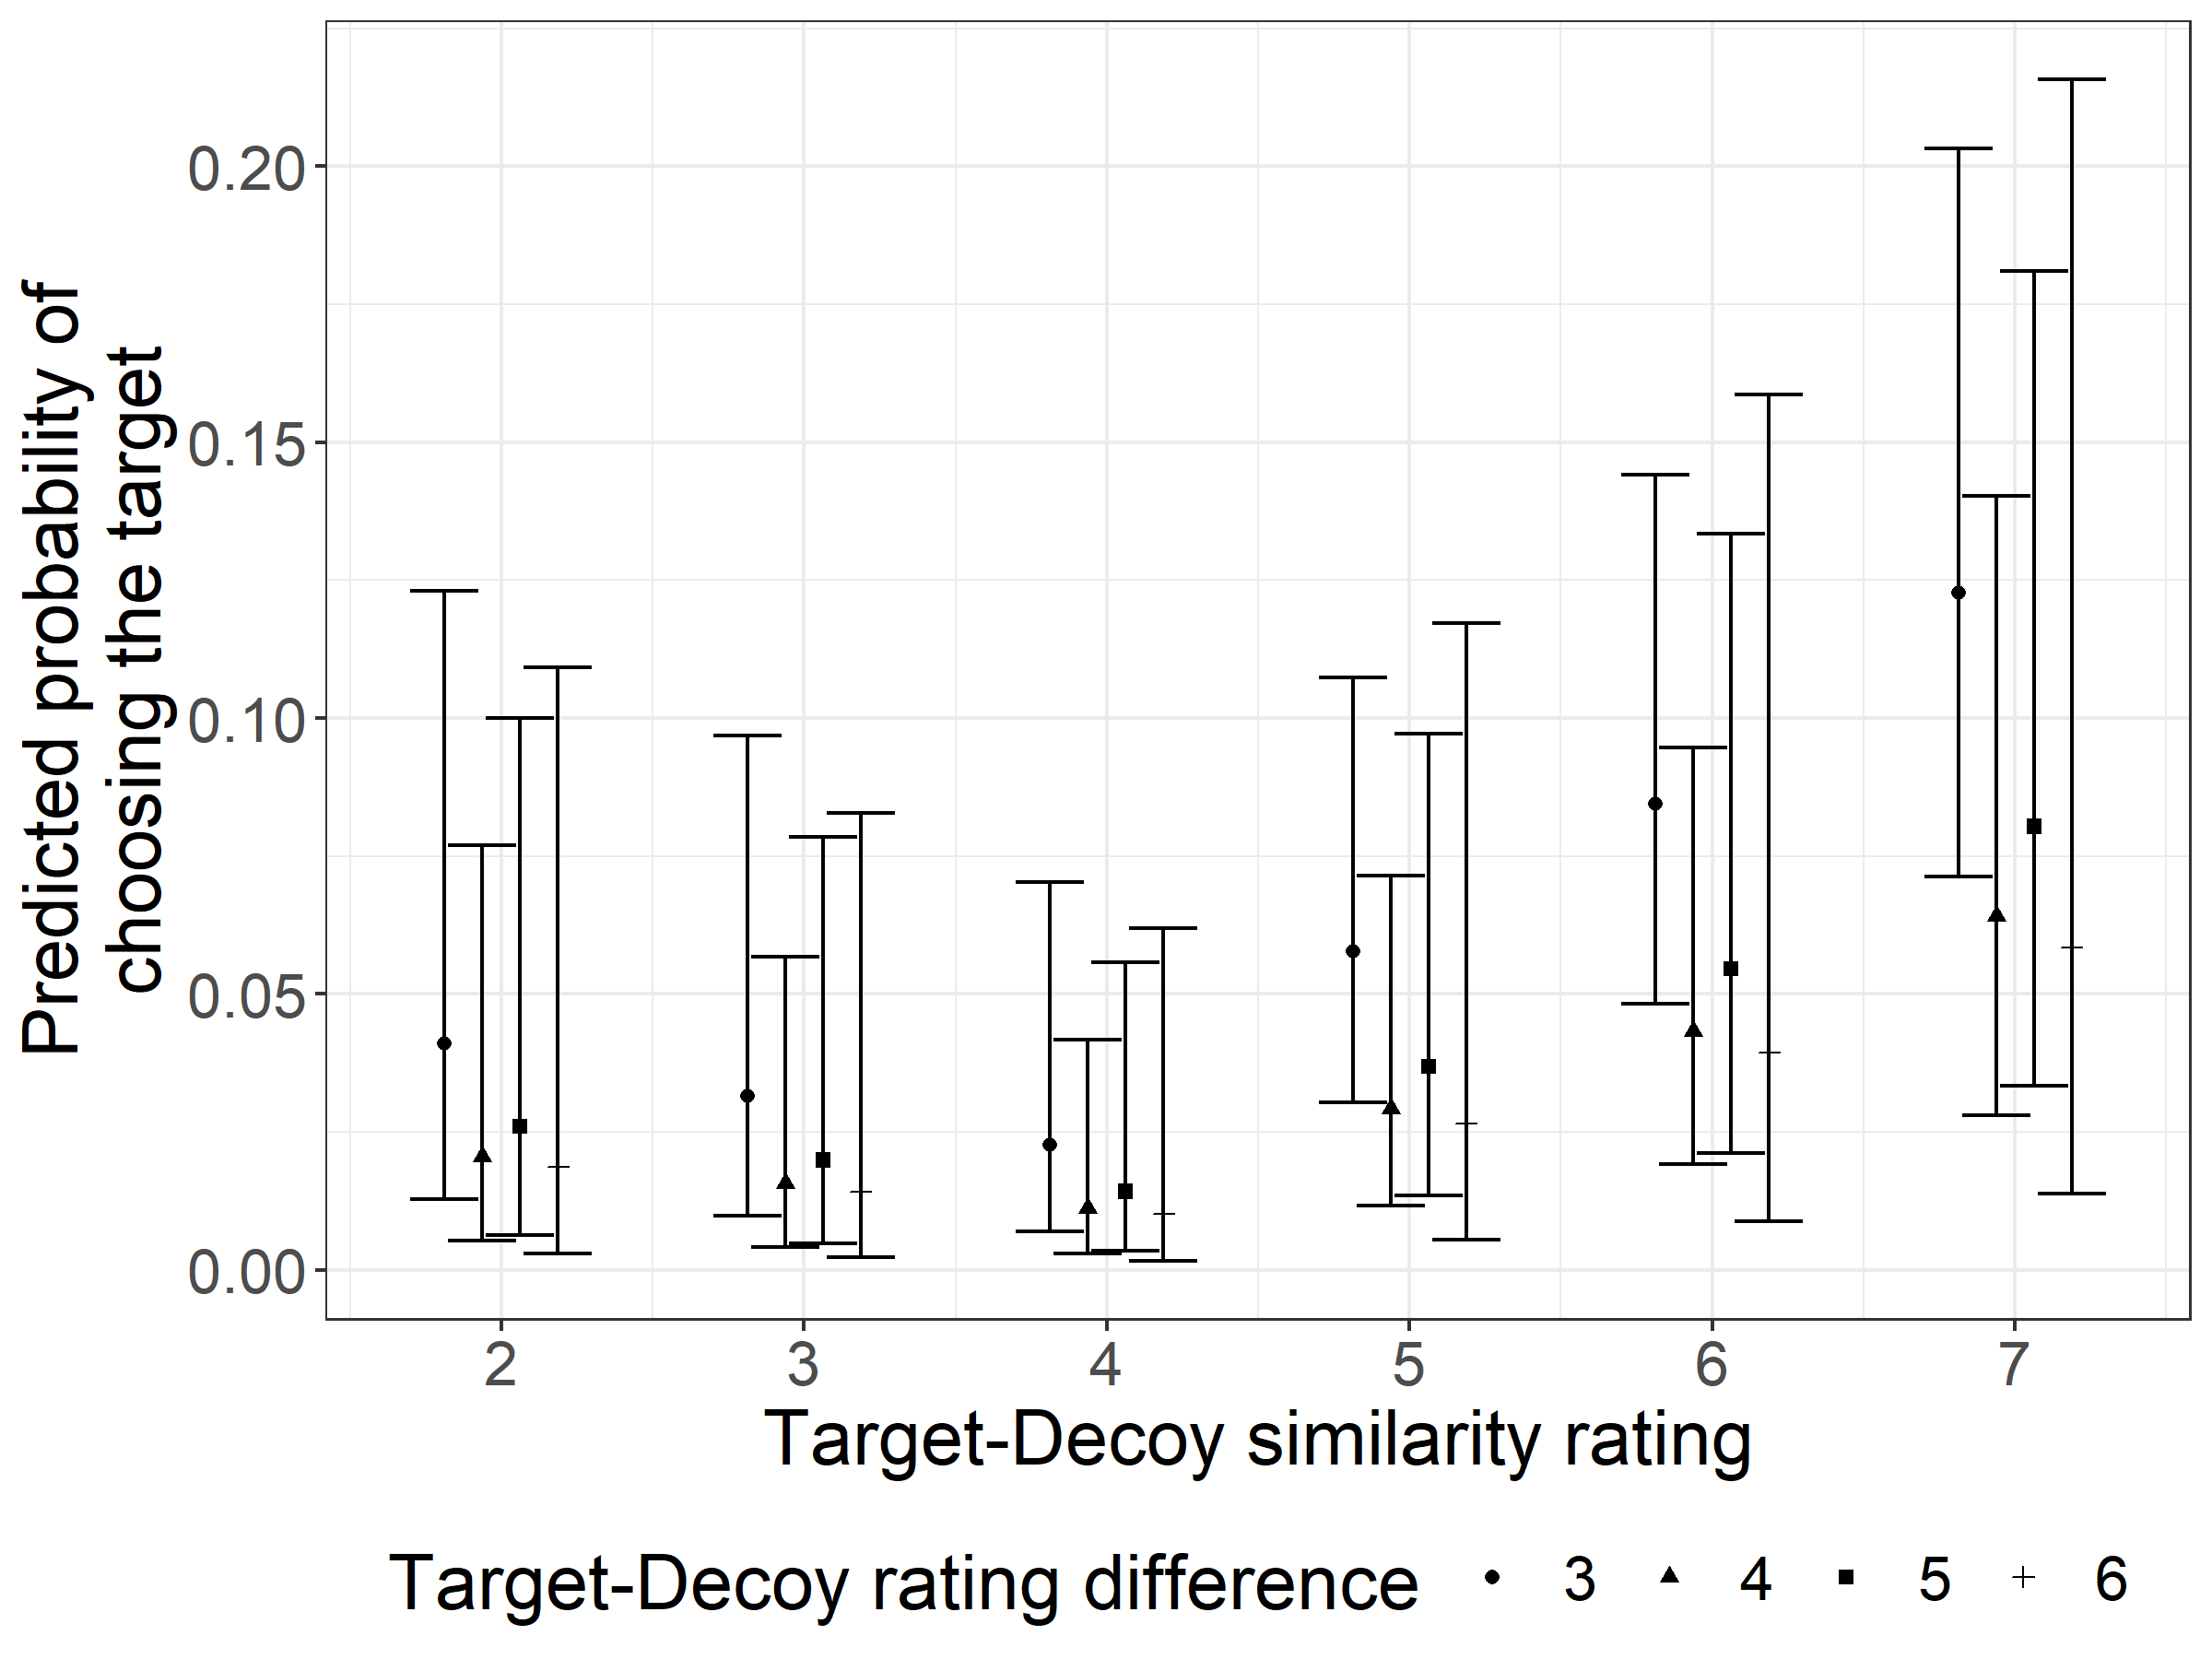 Predicted probability of
choosing the target
0.20
0.15
0.10
0.05
0.00
2 3 4 5 6 7
Target-Decoy similarity rating
Target-Decoy rating difference 3 4 5 6